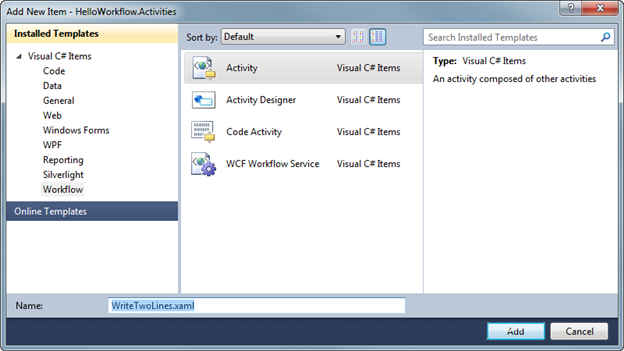 Add New Item - HelloWorkflow.Activities
Installed Templates
Visual C# Items
Code
Data
General
Web
Windows Forms
WPF
Reporting
Silverlight
Workflow
Online Templates
Sort by: Default
Activity Visual C# Items
Activity Designer Visual C# Items
Code Activity Visual C# Items
WCF Workflow Service Visual C# Items
Search Installed Templates
Type: Visual C# Items
An activity composed of other activities
Name: WriteTwoLines.xaml
Add Cancel